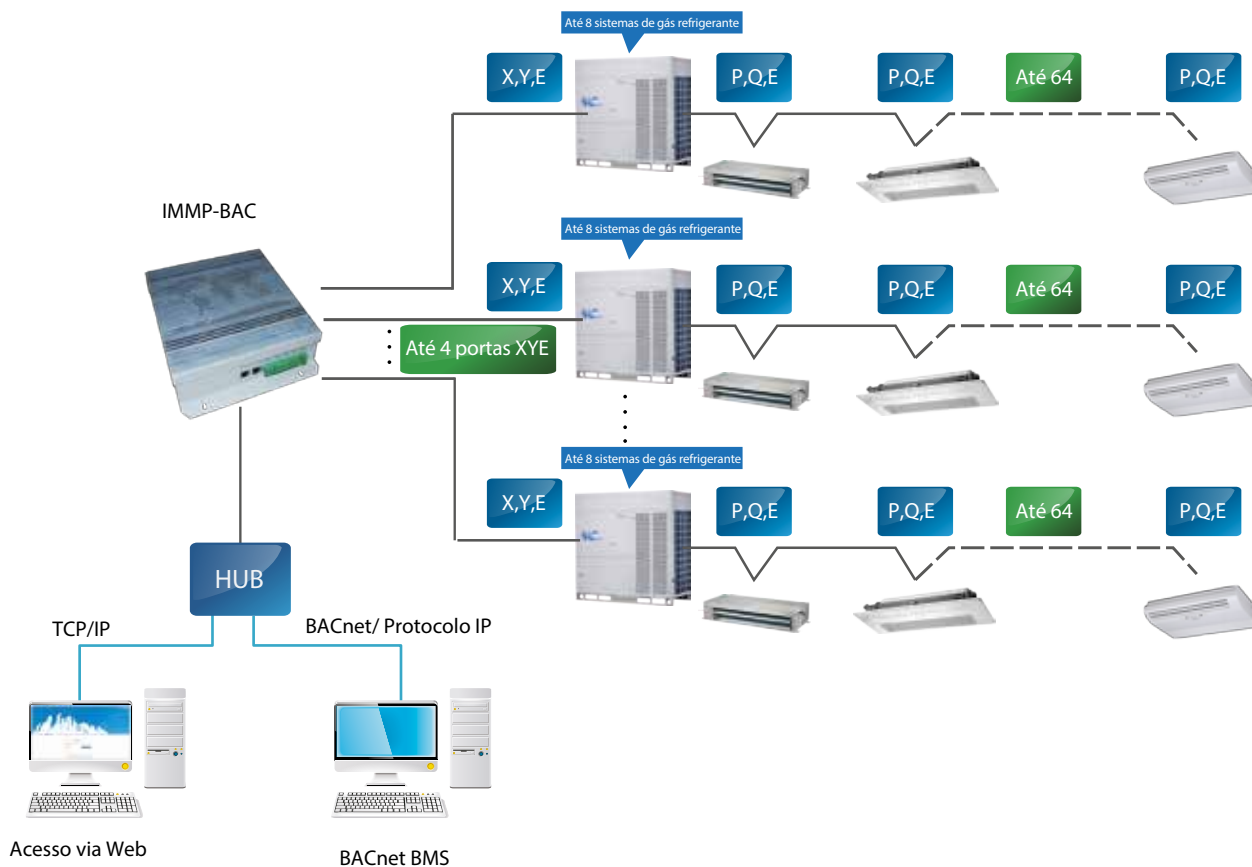 Até 8 sistemas de gás refrigerante
X,Y,E
P,Q,E
P,Q,E
Até 64
P,Q,E
IMMP-BAC
Até 8 sistemas de gás refrigerante
X,Y,E
P,Q,E
P,Q,E
Até 64
P,Q,E
Até 4 portas XYE
Até 8 sistemas de gás refrigerante
X,Y,E
P,Q,E
P,Q,E
Até 64
P,Q,E
HUB
TCP/IP
BACnet/ Protocolo IP
Acesso via Web
BACnet BMS